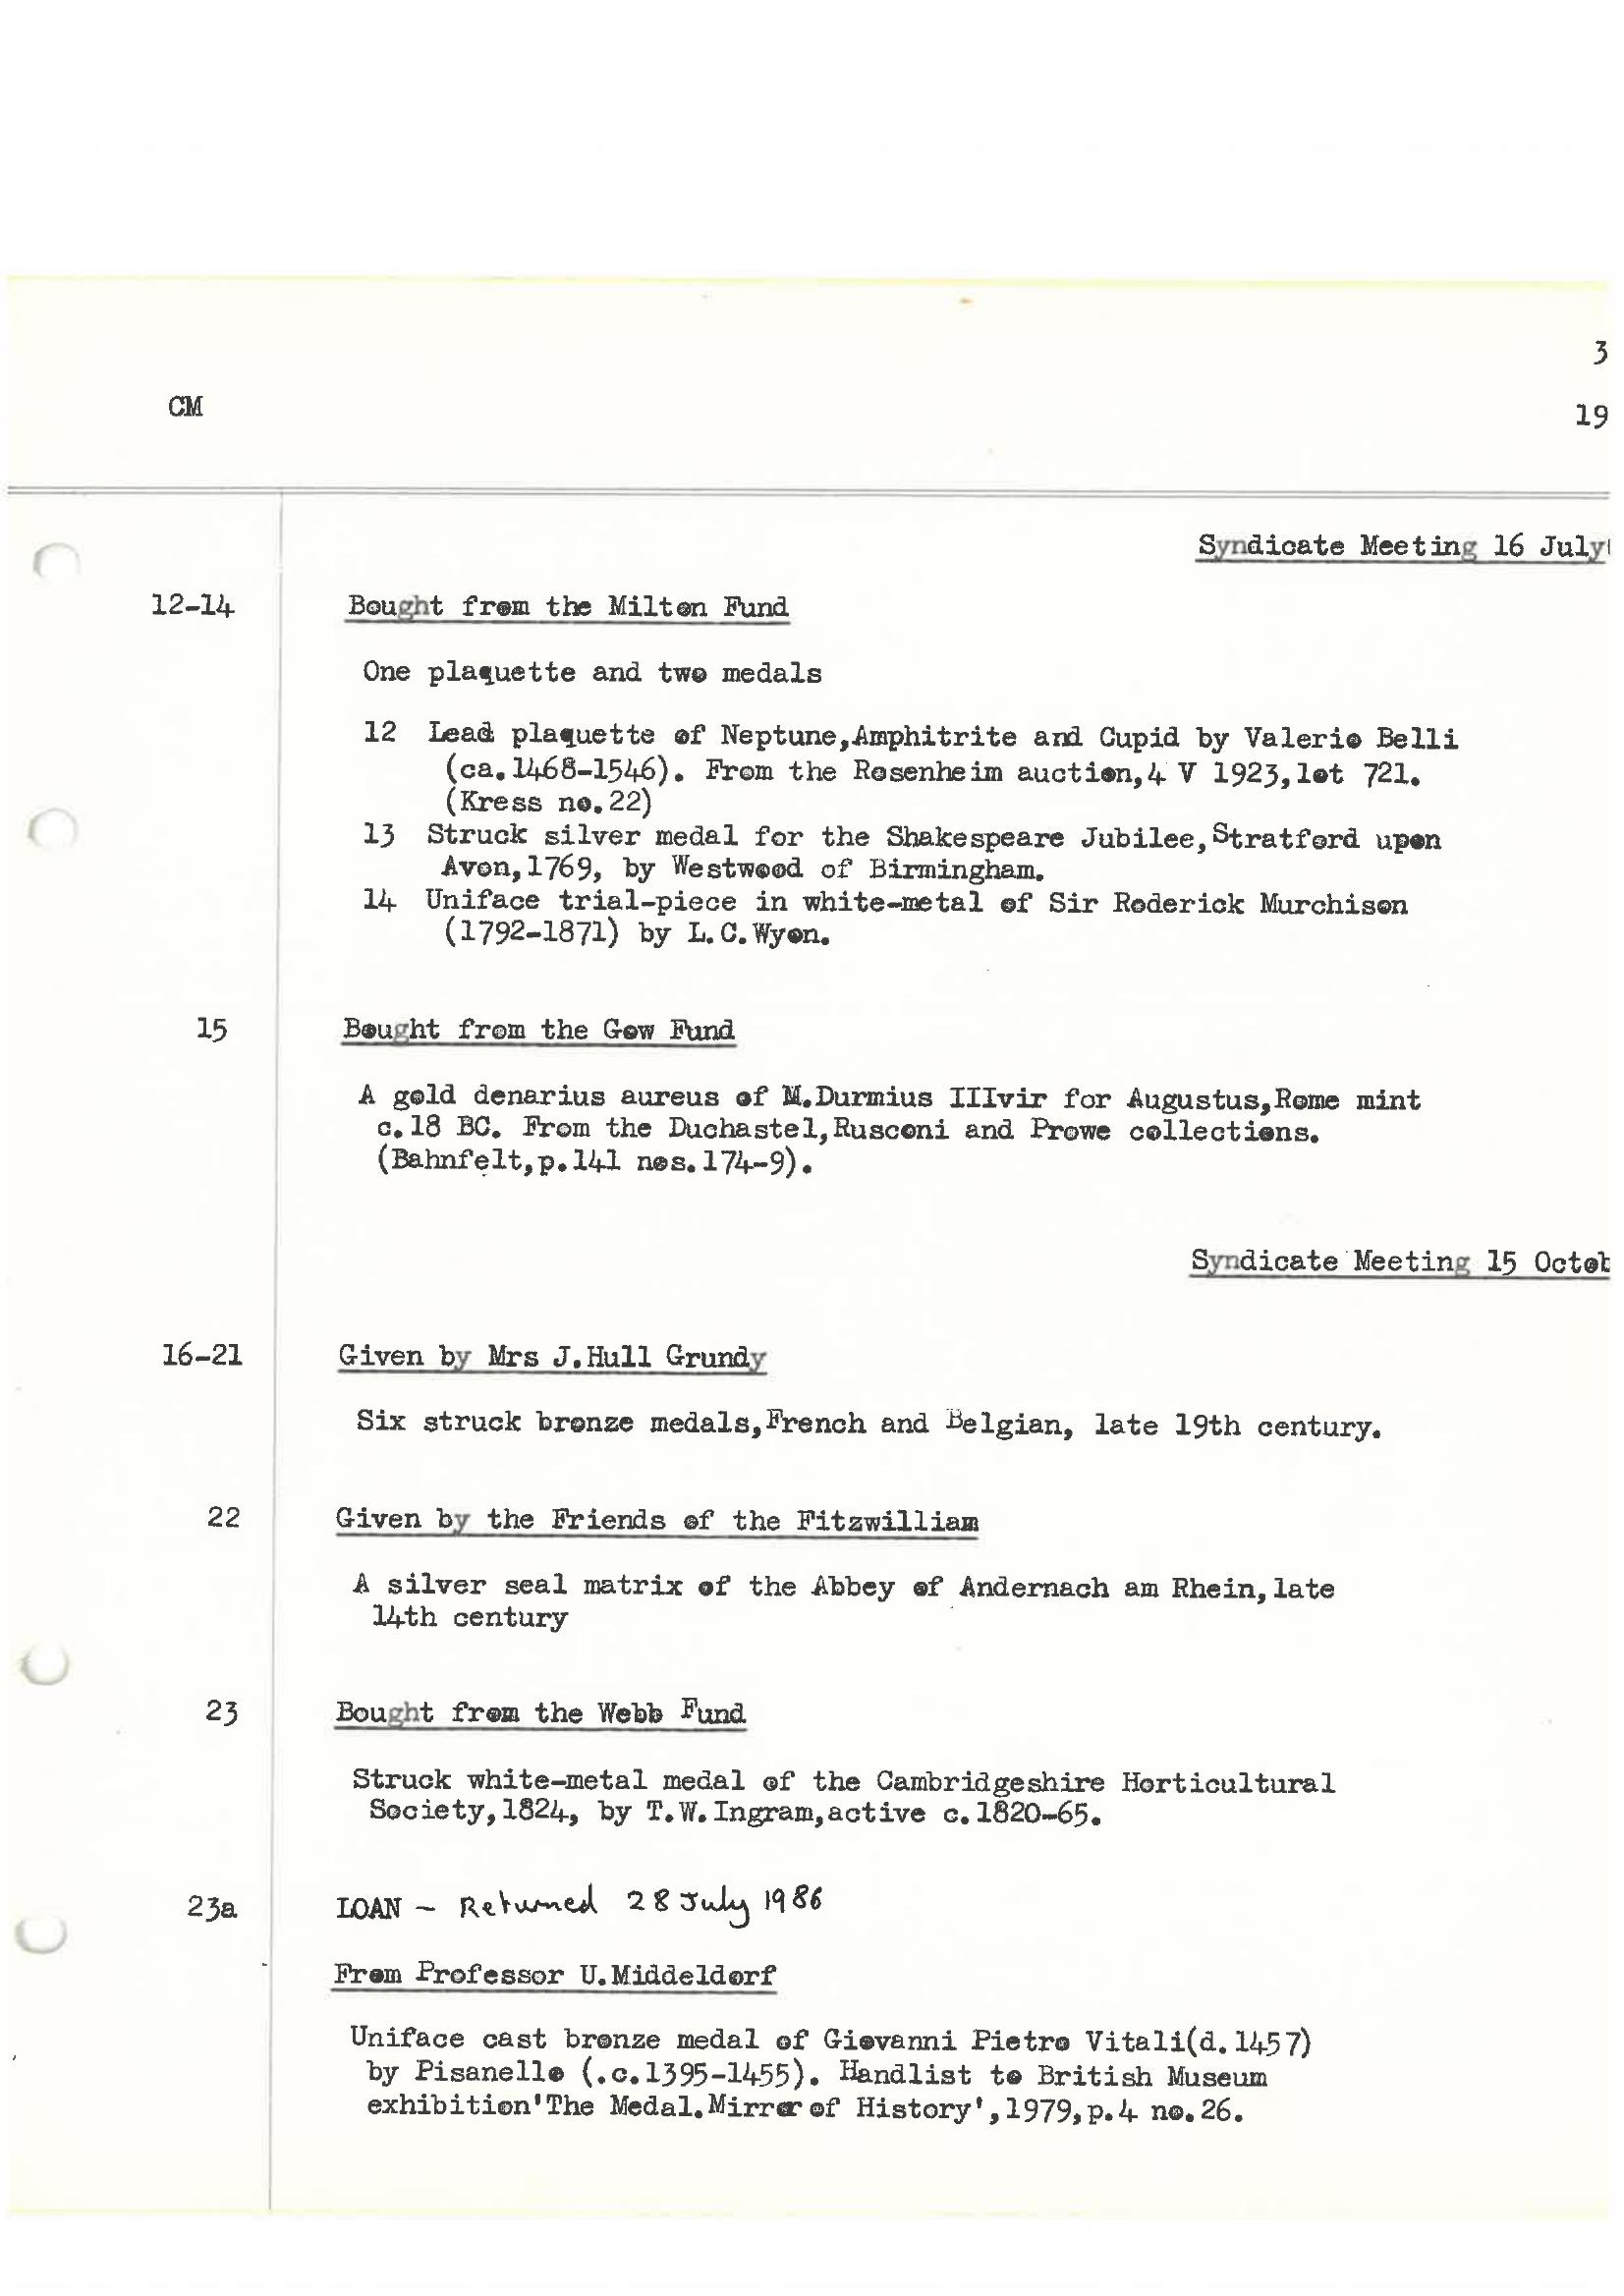 3
CM
19
Syndicate Meeting 16 July
12-14 Bought from the Milton Fund
One plaquette and two medals
12 Lead plaquette of Neptune,Amphitrite and Cupid by Valerio Belli
(ca.1468-1546). From the Rosenheim auction,4 V 1923,lot 721.
(Kress no.22)
13 Struck silver medal for the Shakespeare Jubilee,Stratford upon
Avon,1769, by Westwood of Birmingham.
14 Uniface trial-piece in white-metal of Sir Roderick Murchison
(1792-1871) by L.C.Wyon.
15 Bought from the Gow Fund
A gold denarius aureus of M.Durmius IIIvir for Augustus,Rome mint
c.18 BC. From the Duchastel,Rusconi and Prowe collections.
(Bahnfelt,p.141 nos.174-9).
Syndicate Meeting 15 Octob
16-21 Given by Mrs J.Hull Grundy
Six struck bronze medals,French and Belgian, late 19th century.
22 Given by the Friends of the Fitzwilliam
A silver seal matrix of the Abbey of Andernach am Rhein,late
14th century
23 Bought from the Webb Fund
Struck white-metal medal of the Cambridgeshire Horticultural
Society,1824, by T.W.Ingram,active c.1820-65.
23a LOAN - Returned 28 July 1986
From Professor U.Middeldorf
Uniface cast bronze medal of Giovanni Pietro Vitali(d.1457)
by Pisanello (.c.1395-1455). Handlist to British Museum
exhibition'The Medal.Mirror of History',1979,p.4 no.26.